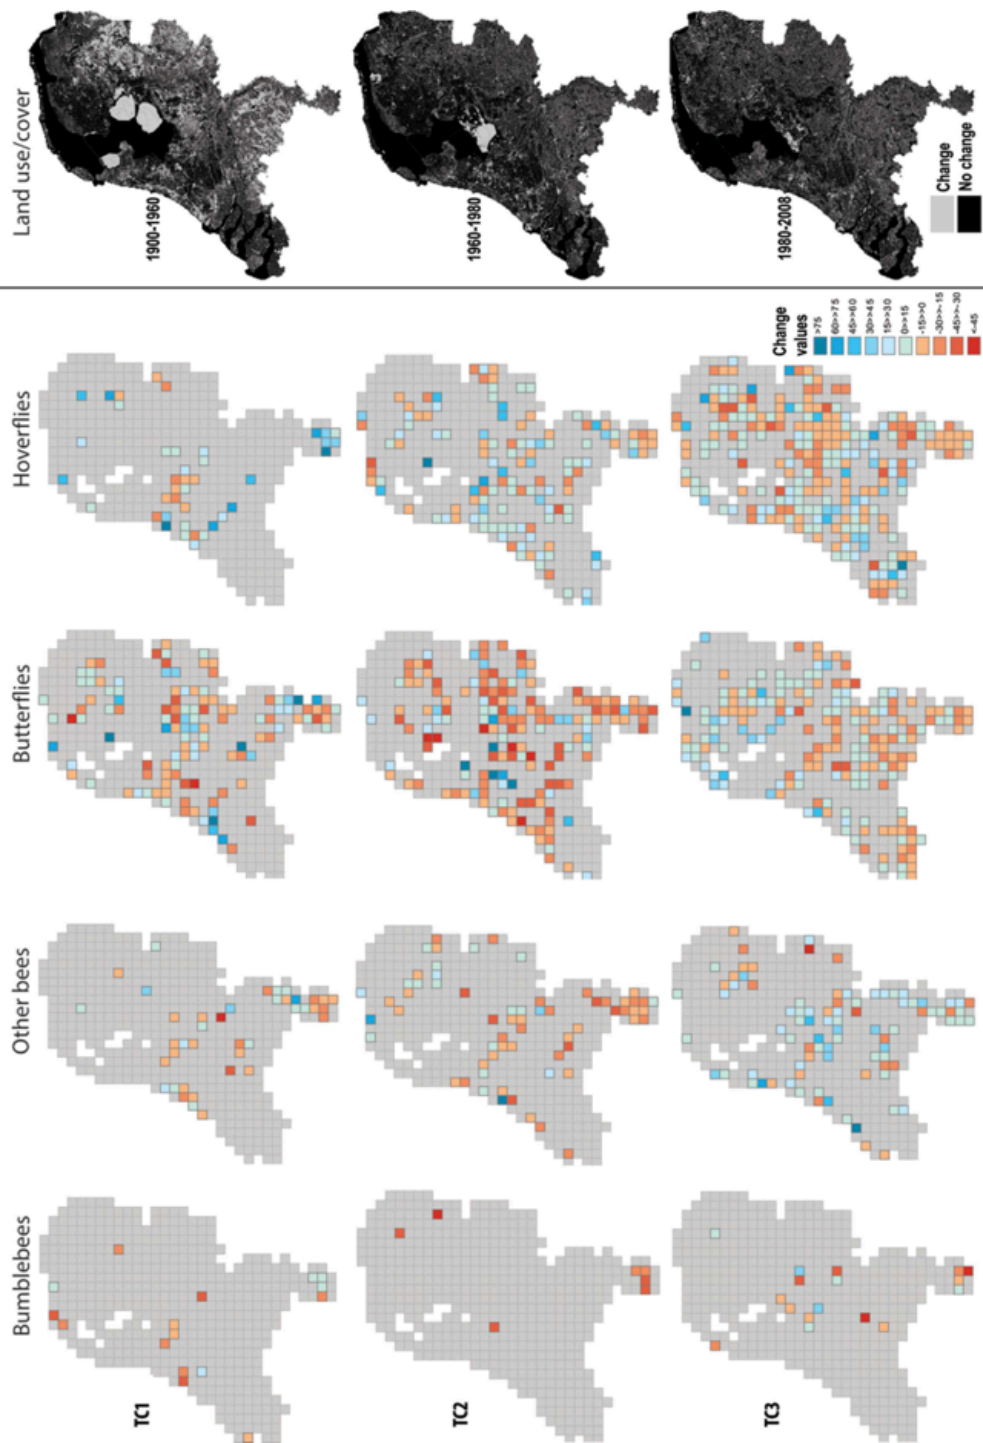 Bumblebees
Other bees
Butterflies
Hoverflies
Land use/cover
TC1
1900-1960
TC2
1960-1980
TC3
1980-2008
Change values
>75
60>>75
45>>60
30>>45
15>>30
0>>15
-15>>0
-30>>-15
-45>>-30
<-45
Change
No change